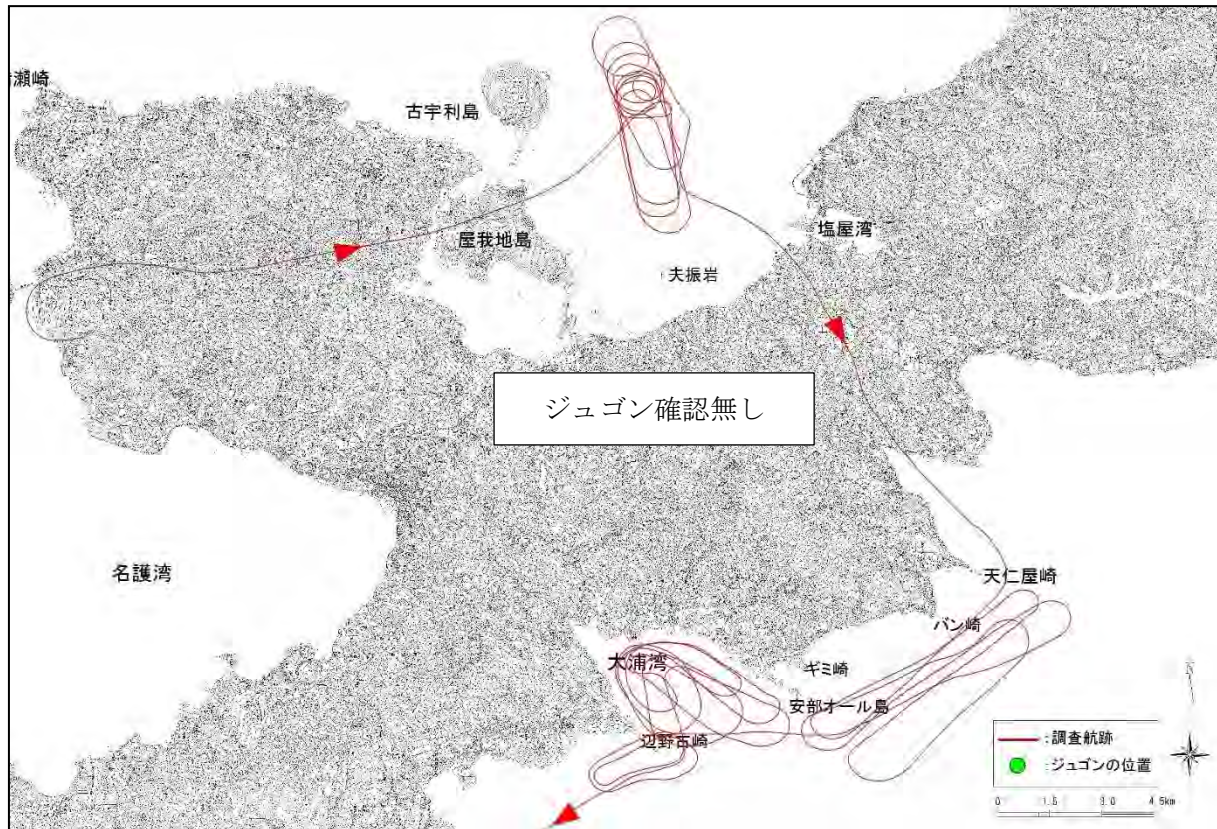 瀬崎
古宇利島
屋我地島
塩屋湾
夫振岩
ジュゴン確認無し
名護湾
天仁屋崎
バン崎
ギミ崎
大浦湾
安部オール島
辺野古崎
N
:調査航跡
:ジュゴンの位置
0 1.5 3.0 4.5km